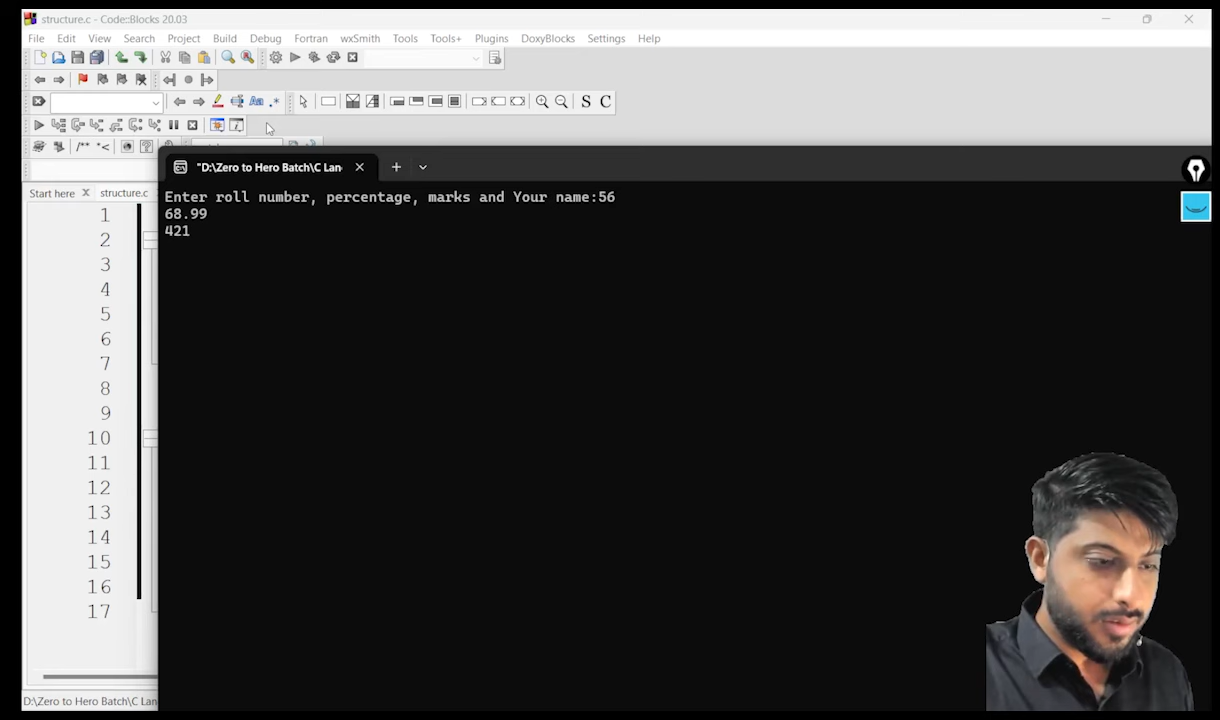 structure.c - Code::Blocks 20.03
File Edit View Search Project Build Debug Fortran wxSmith Tools Tools+ Plugins DoxyBlocks Settings Help
S C
/** *<
"D:\Zero to Hero Batch\C Lan
Start here structure.c
Enter roll number, percentage, marks and Your name:56
68.99
421
1
2
3
4
5
6
7
8
9
10
11
12
13
14
15
16
17
D:\Zero to Hero Batch\C Lan